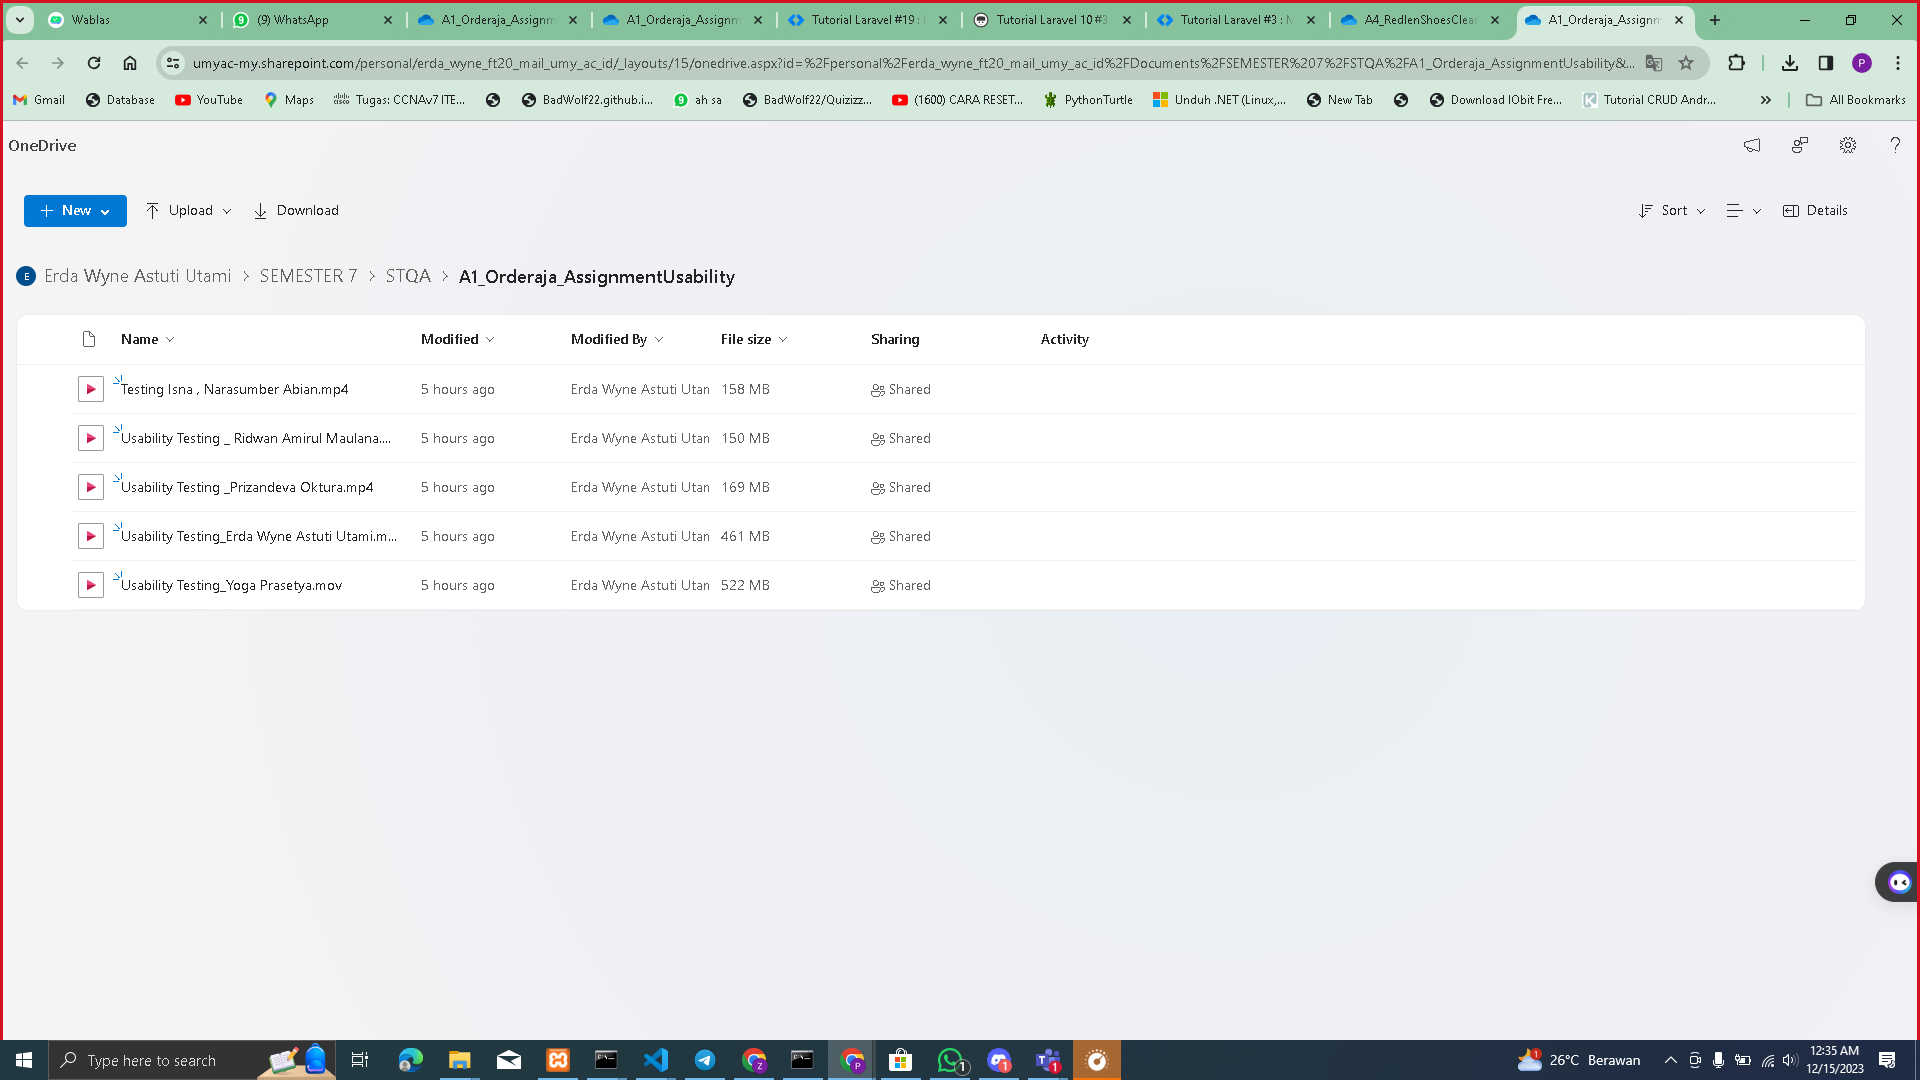 Wablas
(9) WhatsApp
A1_Orderaja_Assignm
A1_Orderaja_Assignm
Tutorial Laravel #19 :
Tutorial Laravel 10 #3
Tutorial Laravel #3 :
A4_RedlenShoesClea
A1_Orderaja_Assignm
umyac-my.sharepoint.com/personal/erda_wyne_ft20_mail_umy_ac_id/_layouts/15/onedrive.aspx?id=%2Fpersonal%2Ferda_wyne_ft20_mail_umy_ac_id%2FDocuments%2FSEMESTER%207%2FSTQA%2FA1_Orderaja_AssignmentUsability&...
P
Gmail
Database
YouTube
Maps
Tugas: CCNAv7 ITE...
BadWolf22.github.i...
ah sa
BadWolf22/Quizizz...
(1600) CARA RESET...
PythonTurtle
Unduh .NET (Linux,...
New Tab
Download IObit Fre...
Tutorial CRUD Andr...
All Bookmarks
OneDrive
New
Upload
Download
Sort
Details
E Erda Wyne Astuti Utami > SEMESTER 7 > STQA > A1_Orderaja_AssignmentUsability
Name Modified Modified By File size Sharing Activity
Testing Isna , Narasumber Abian.mp4 5 hours ago Erda Wyne Astuti Utan 158 MB Shared
Usability Testing _ Ridwan Amirul Maulana.... 5 hours ago Erda Wyne Astuti Utan 150 MB Shared
Usability Testing _Prizandeva Oktura.mp4 5 hours ago Erda Wyne Astuti Utan 169 MB Shared
Usability Testing_Erda Wyne Astuti Utami.m... 5 hours ago Erda Wyne Astuti Utan 461 MB Shared
Usability Testing_Yoga Prasetya.mov 5 hours ago Erda Wyne Astuti Utan 522 MB Shared
Type here to search
26°C Berawan
12:35 AM
12/15/2023